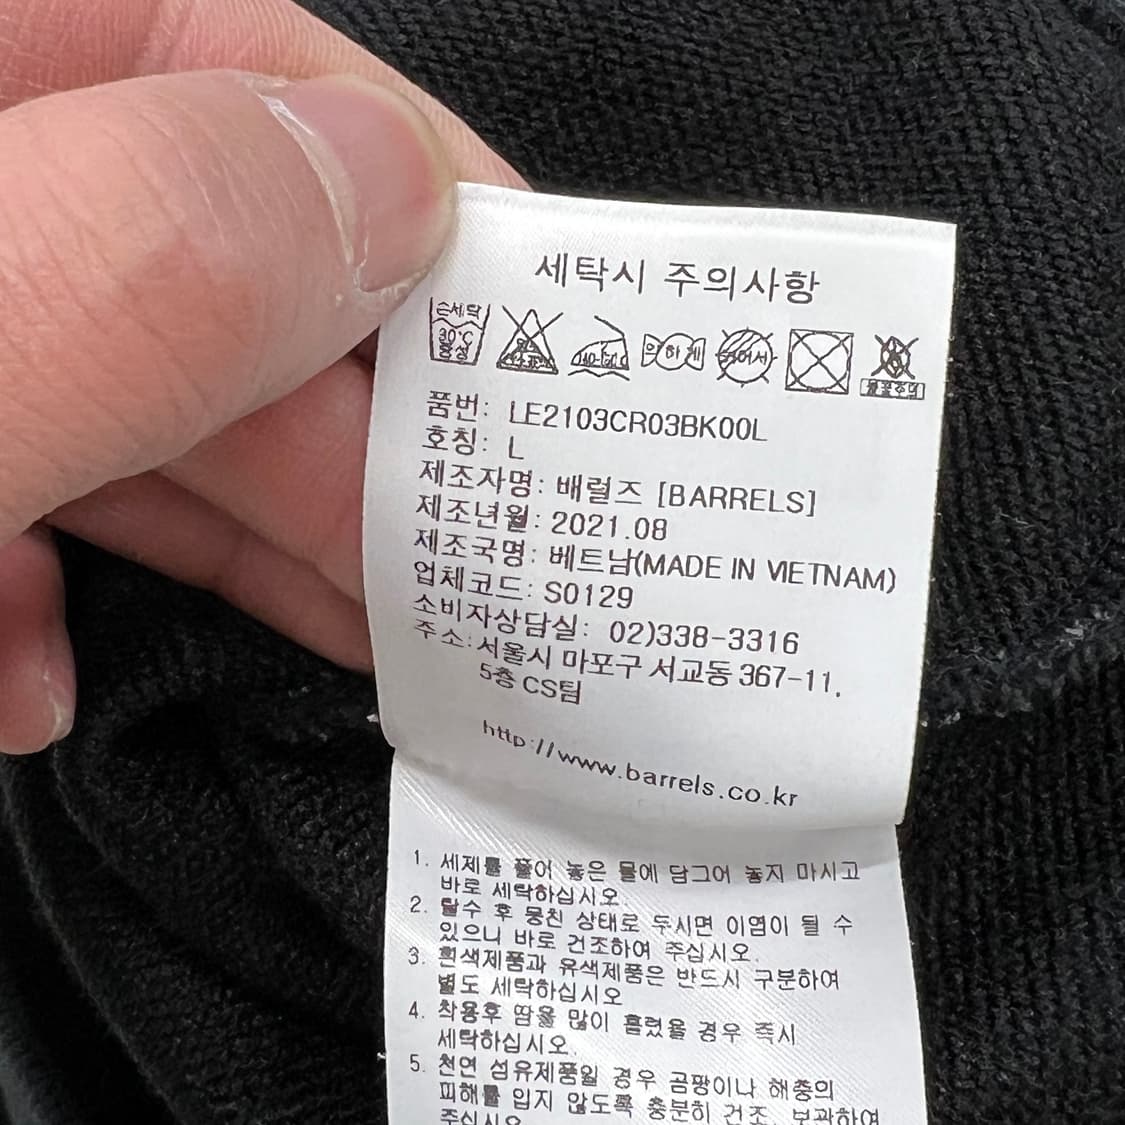 세탁시 주의사항
손세탁
30℃
중성
약하게
품번: LE2103CR03BK00L
호칭: L
제조자명: 배럴즈 [BARRELS]
제조년월: 2021.08
제조국명: 베트남(MADE IN VIETNAM)
업체코드: S0129
소비자상담실: 02)338-3316
주소:서울시 마포구 서교동 367-11,
5층 CS팀
http://www.barrels.co.kr
1. 세제를 풀어 놓은 물에 담그어 놓지 마시고
바로 세탁하십시오.
2. 탈수 후 뭉친 상태로 두시면 이염이 될 수
있으니 바로 건조하여 주십시오.
3. 흰색제품과 유색제품은 반드시 구분하여
별도 세탁하십시오
4. 착용후 땀을 많이 흘렸을 경우 즉시
세탁하십시오.
5. 천연 섬유제품일 경우 곰팡이나 해충의
피해를 입지 않도록 충분히 건조, 보관하여
주십시오